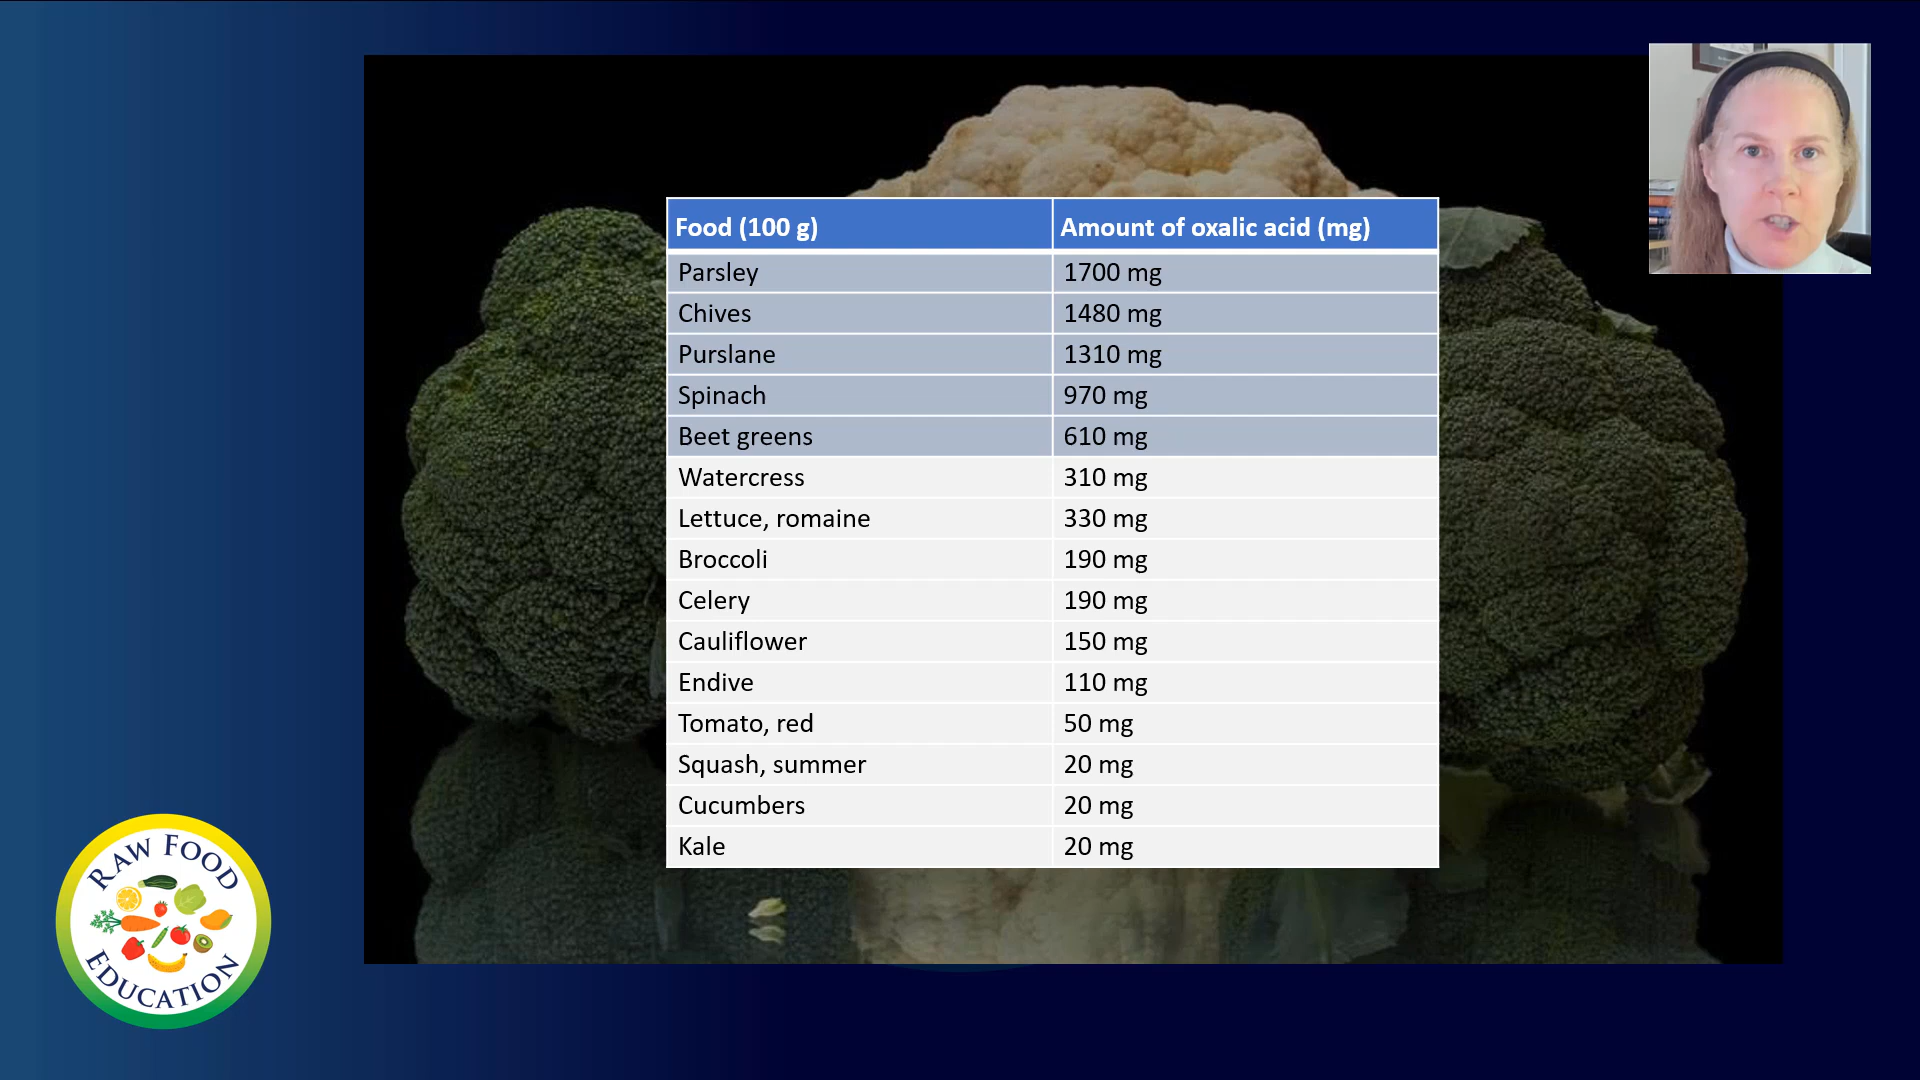 Food (100 g) Amount of oxalic acid (mg)
Parsley 1700 mg
Chives 1480 mg
Purslane 1310 mg
Spinach 970 mg
Beet greens 610 mg
Watercress 310 mg
Lettuce, romaine 330 mg
Broccoli 190 mg
Celery 190 mg
Cauliflower 150 mg
Endive 110 mg
Tomato, red 50 mg
Squash, summer 20 mg
Cucumbers 20 mg
Kale 20 mg
RAW FOOD
EDUCATION